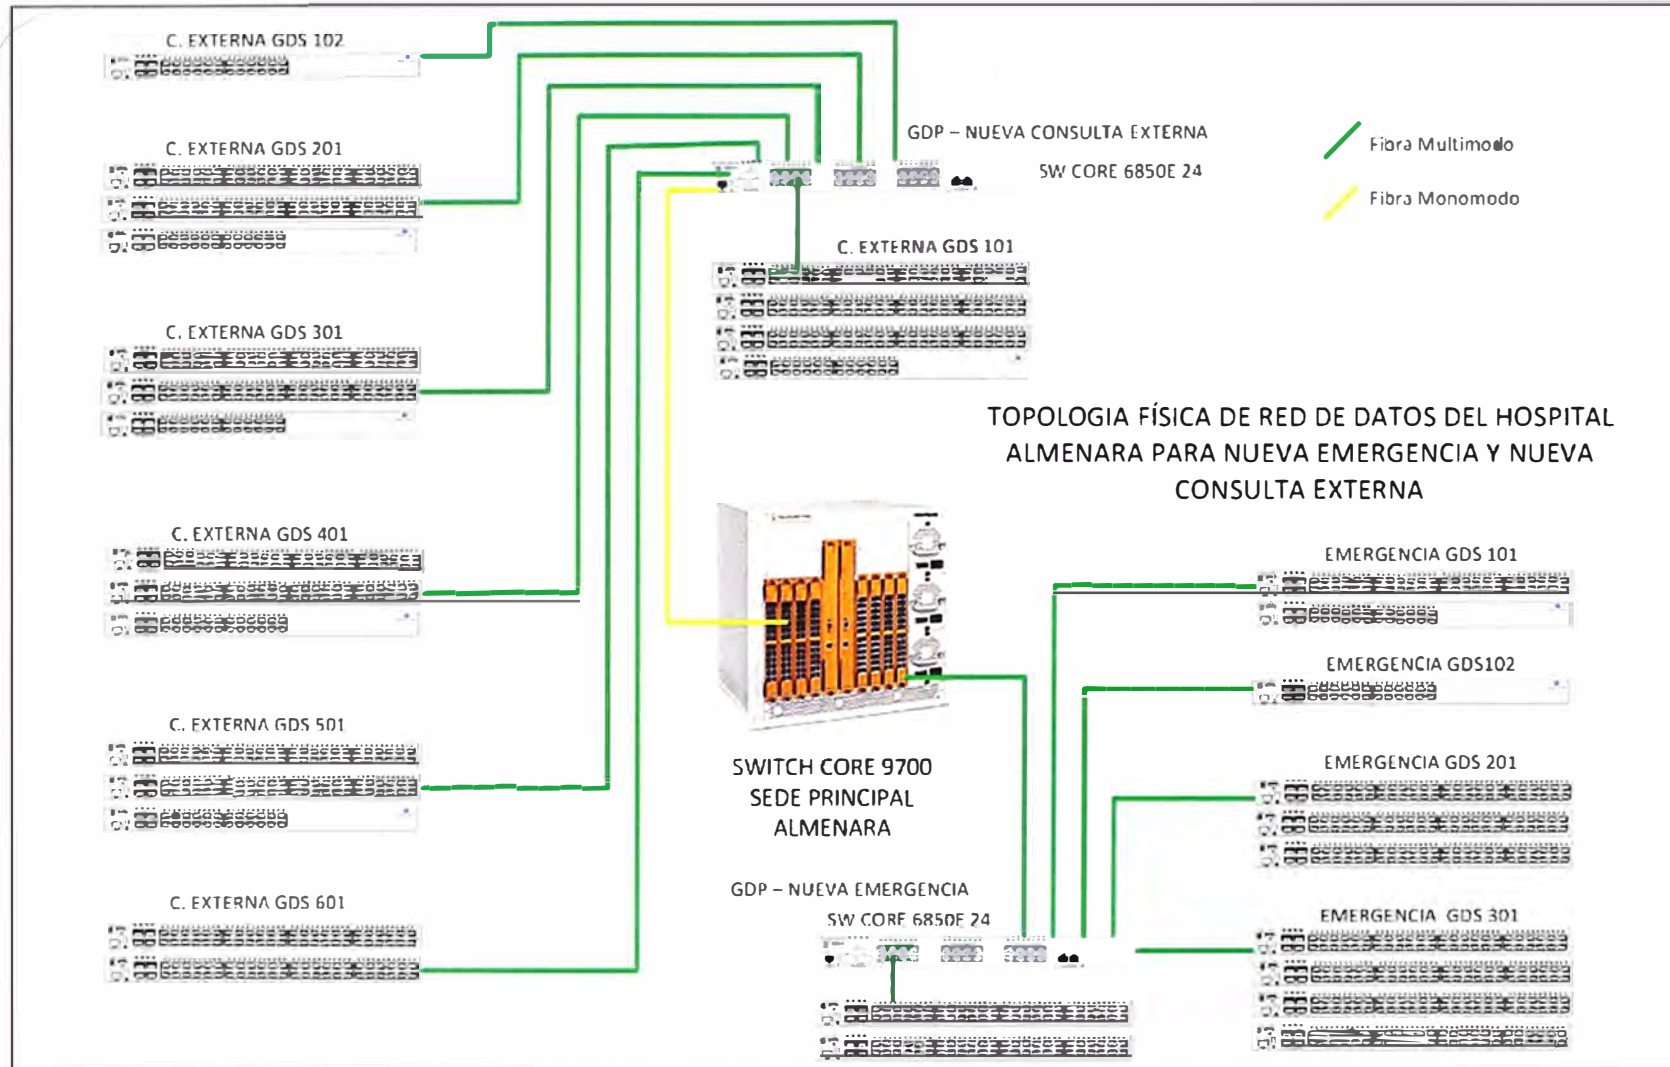 C. EXTERNA GDS 102
C. EXTERNA GDS 201
C. EXTERNA GDS 301
C. EXTERNA GDS 401
C. EXTERNA GDS 501
C. EXTERNA GDS 601
GDP – NUEVA CONSULTA EXTERNA
SW CORE 6850E 24
Fibra Multimodo
Fibra Monomodo
C. EXTERNA GDS 101
TOPOLOGIA FÍSICA DE RED DE DATOS DEL HOSPITAL
ALMENARA PARA NUEVA EMERGENCIA Y NUEVA
CONSULTA EXTERNA
SWITCH CORE 9700
SEDE PRINCIPAL
ALMENARA
GDP – NUEVA EMERGENCIA
SW CORE 6850E 24
EMERGENCIA GDS 101
EMERGENCIA GDS102
EMERGENCIA GDS 201
EMERGENCIA GDS 301